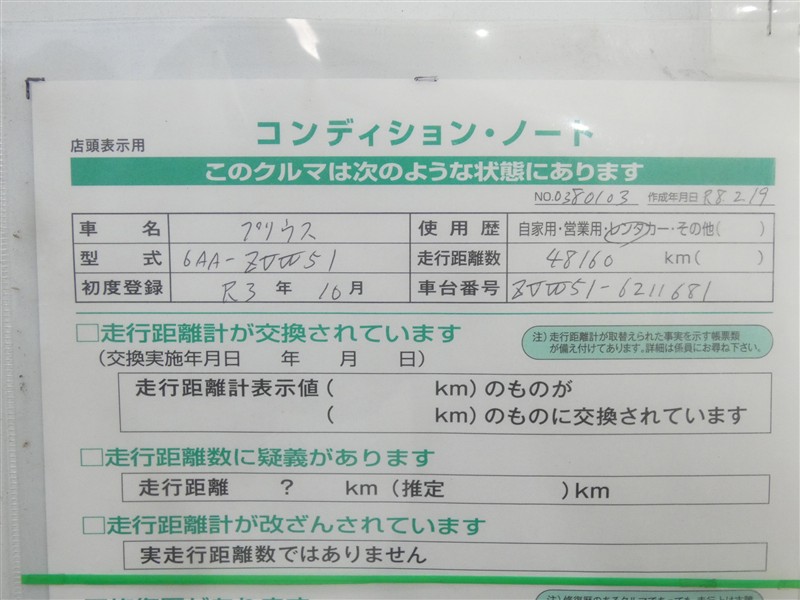 コンディション・ノート
店頭表示用
このクルマは次のような状態にあります
NO.0380103 作成年月日 R8.2.19
車名 プリウス 使用歴 自家用・営業用・レンタカー・その他( )
型式 6AA-ZVW51 走行距離数 48160 km( )
初度登録 R3年10月 車台番号 ZVW51-6211681
□走行距離計が交換されています
注)走行距離計が取替えられた事実を示す帳票類
が備え付けてあります。詳細は係員にお尋ね下さい。
(交換実施年月日 年 月 日)
走行距離計表示値( km)のものが
( km)のものに交換されています
□走行距離数に疑義があります
走行距離 ? km(推定 )km
□走行距離計が改ざんされています
実走行距離数ではありません